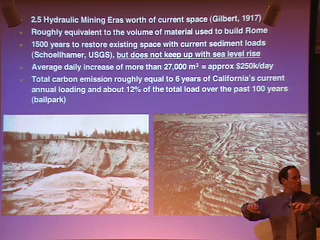 2.5 Hydraulic Mining Eras worth of current space (Gilbert, 1917)
Roughly equivalent to the volume of material used to build Rome
1500 years to restore existing space with current sediment loads
(Schoellhamer, USGS), but does not keep up with sea level rise
Average daily increase of more than 27,000 m³ = approx $250k/day
Total carbon emission roughly equal to 6 years of California's current
annual loading and about 12% of the total load over the past 100 years
(ballpark)